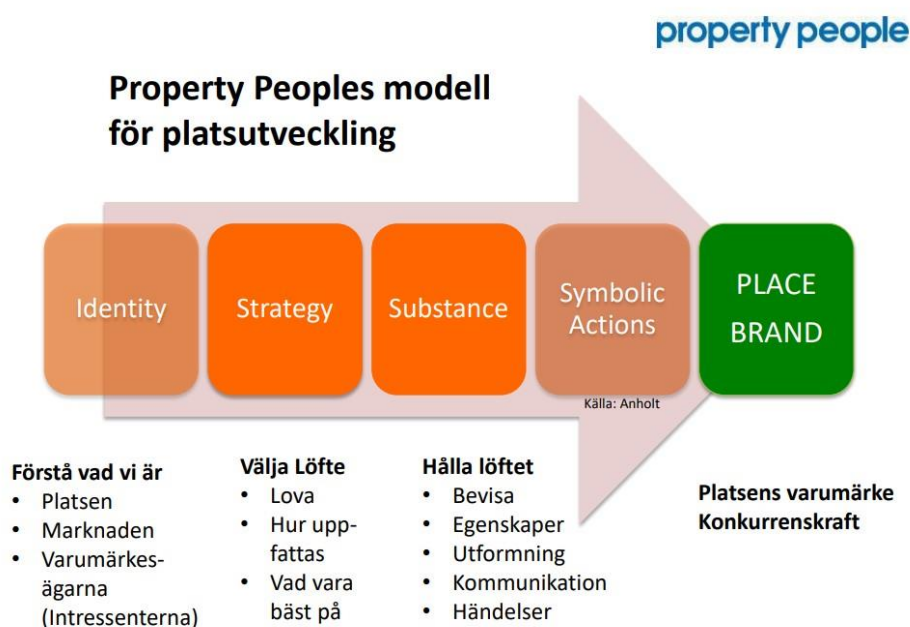 property people
Property Peoples modell
för platsutveckling
Identity
Strategy
Substance
Symbolic
Actions
PLACE
BRAND
Källa: Anholt
Förstå vad vi är
• Platsen
• Marknaden
• Varumärkes-
ägarna
(Intressenterna)
Välja Löfte
• Lova
• Hur upp-
fattas
• Vad vara
bäst på
Hålla löftet
• Bevisa
• Egenskaper
• Utformning
• Kommunikation
• Händelser
Platsens varumärke
Konkurrenskraft